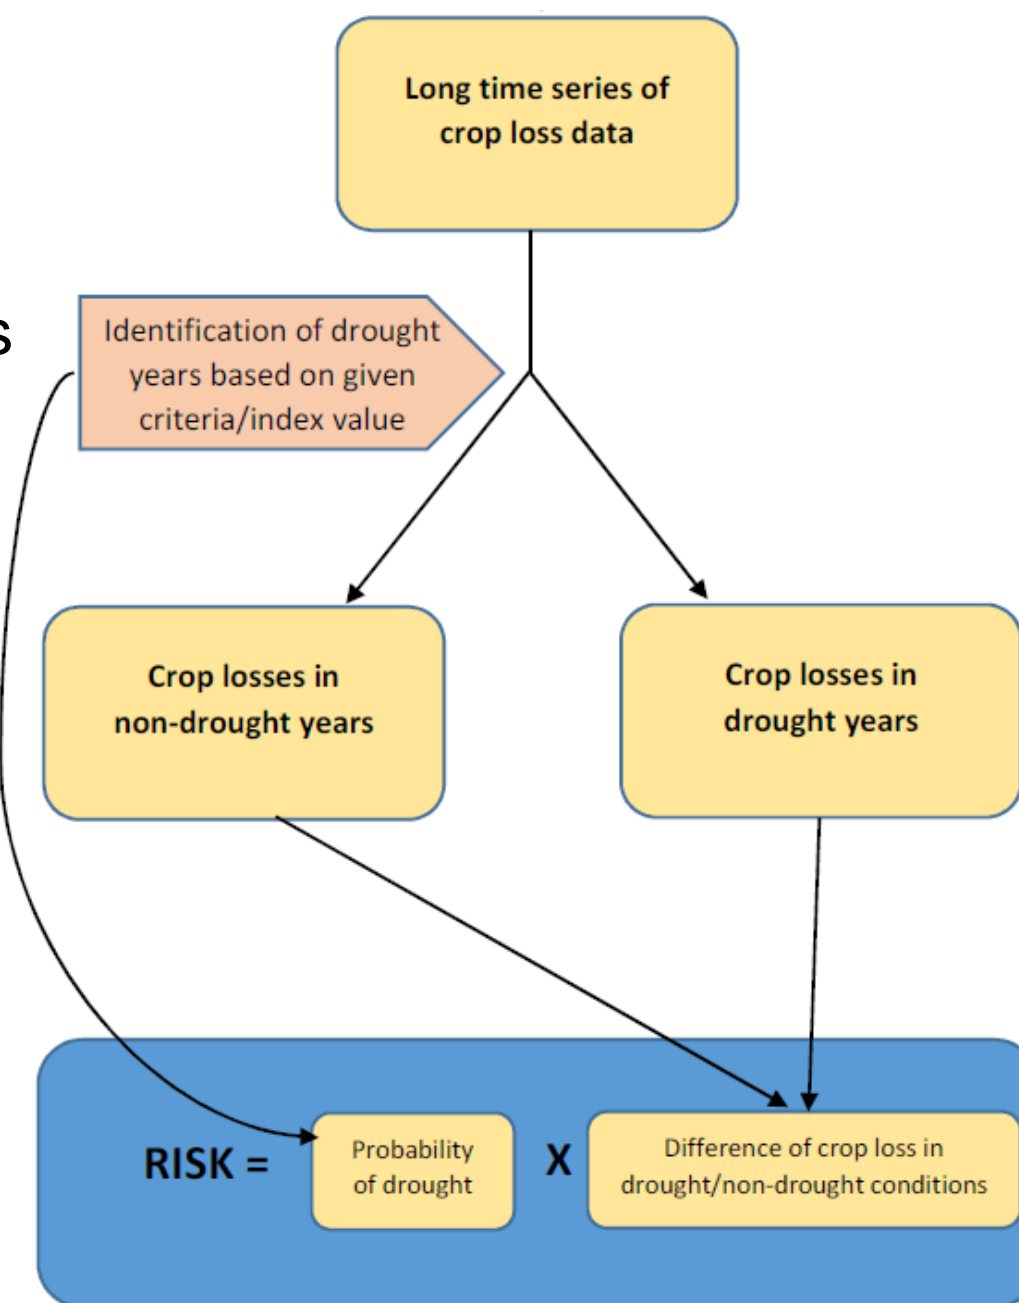 Long time series of
crop loss data
s
Identification of drought
years based on given
criteria/index value
Crop losses in
non-drought years
Crop losses in
drought years
RISK =
Probability
of drought
X
Difference of crop loss in
drought/non-drought conditions